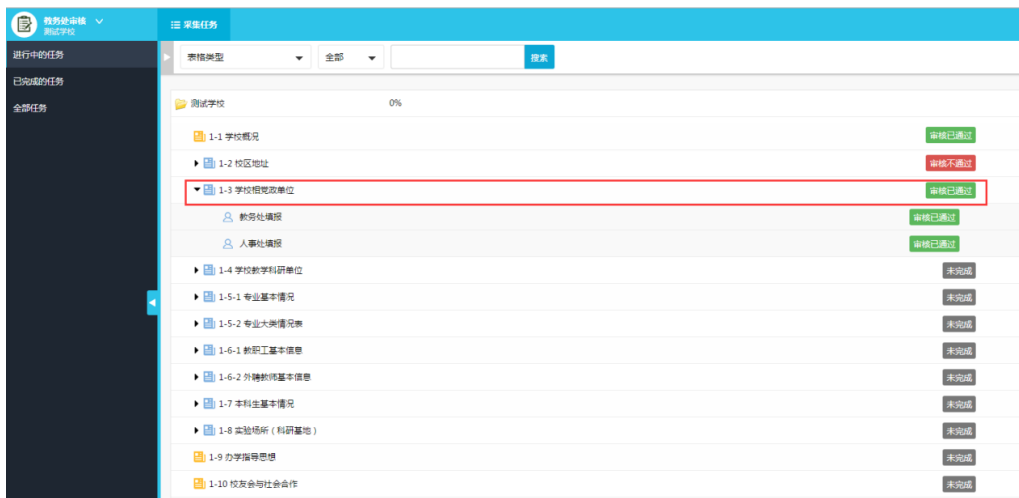 教务处审核
测试学校
采集任务
进行中的任务
已完成的任务
全部任务
表格类型 全部 搜索
测试学校 0%
1-1 学校概况 审核已通过
1-2 校区地址 审核不通过
1-3 学校相党政单位 审核已通过
教务处填报 审核已通过
人事处填报 审核已通过
1-4 学校教学科研单位 未完成
1-5-1 专业基本情况 未完成
1-5-2 专业大类情况表 未完成
1-6-1 教职工基本信息 未完成
1-6-2 外聘教师基本信息 未完成
1-7 本科生基本情况 未完成
1-8 实验场所（科研基地） 未完成
1-9 办学指导思想 未完成
1-10 校友会与社会合作 未完成